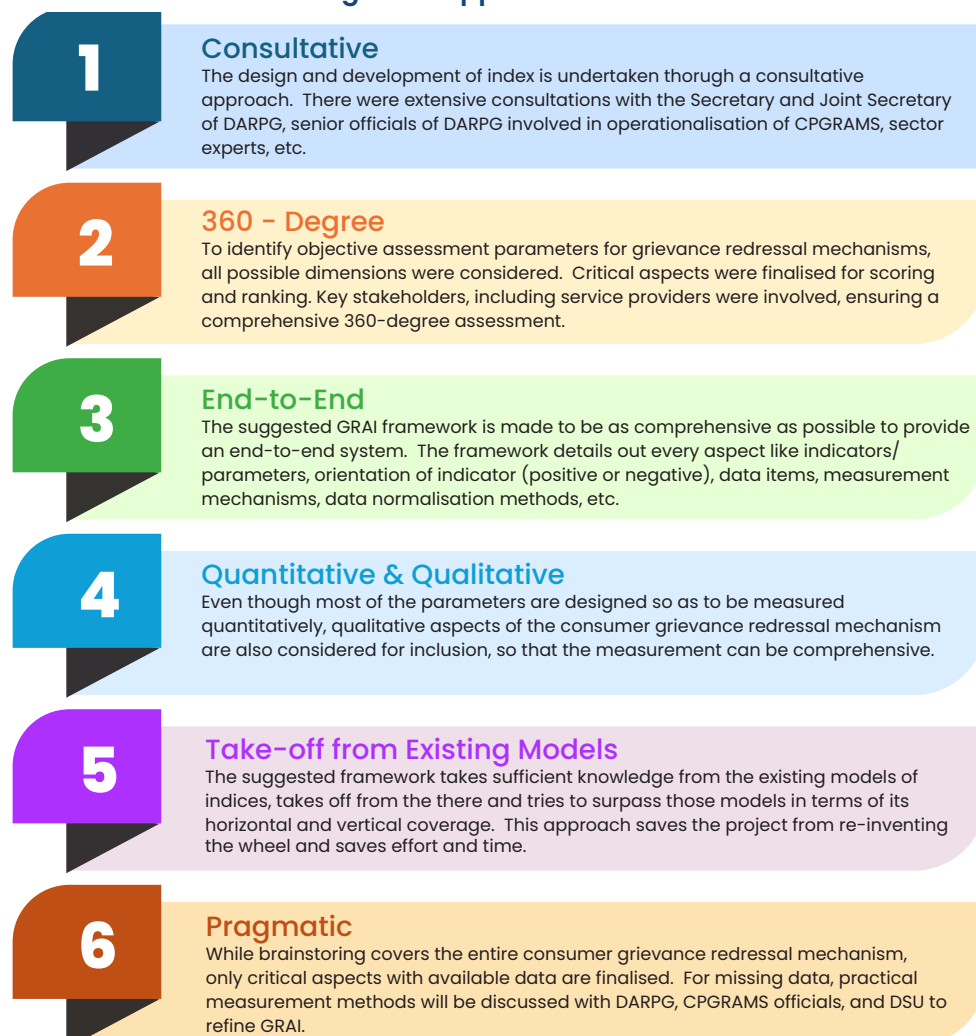 1
Consultative
The design and development of index is undertaken thorugh a consultative
approach. There were extensive consultations with the Secretary and Joint Secretary
of DARPG, senior officials of DARPG involved in operationalisation of CPGRAMS, sector
experts, etc.
2
360 - Degree
To identify objective assessment parameters for grievance redressal mechanisms,
all possible dimensions were considered. Critical aspects were finalised for scoring
and ranking. Key stakeholders, including service providers were involved, ensuring a
comprehensive 360-degree assessment.
3
End-to-End
The suggested GRAI framework is made to be as comprehensive as possible to provide
an end-to-end system. The framework details out every aspect like indicators/
parameters, orientation of indicator (positive or negative), data items, measurement
mechanisms, data normalisation methods, etc.
4
Quantitative & Qualitative
Even though most of the parameters are designed so as to be measured
quantitatively, qualitative aspects of the consumer grievance redressal mechanism
are also considered for inclusion, so that the measurement can be comprehensive.
5
Take-off from Existing Models
The suggested framework takes sufficient knowledge from the existing models of
indices, takes off from the there and tries to surpass those models in terms of its
horizontal and vertical coverage. This approach saves the project from re-inventing
the wheel and saves effort and time.
6
Pragmatic
While brainstoring covers the entire consumer grievance redressal mechanism,
only critical aspects with available data are finalised. For missing data, practical
measurement methods will be discussed with DARPG, CPGRAMS officials, and DSU to
refine GRAI.